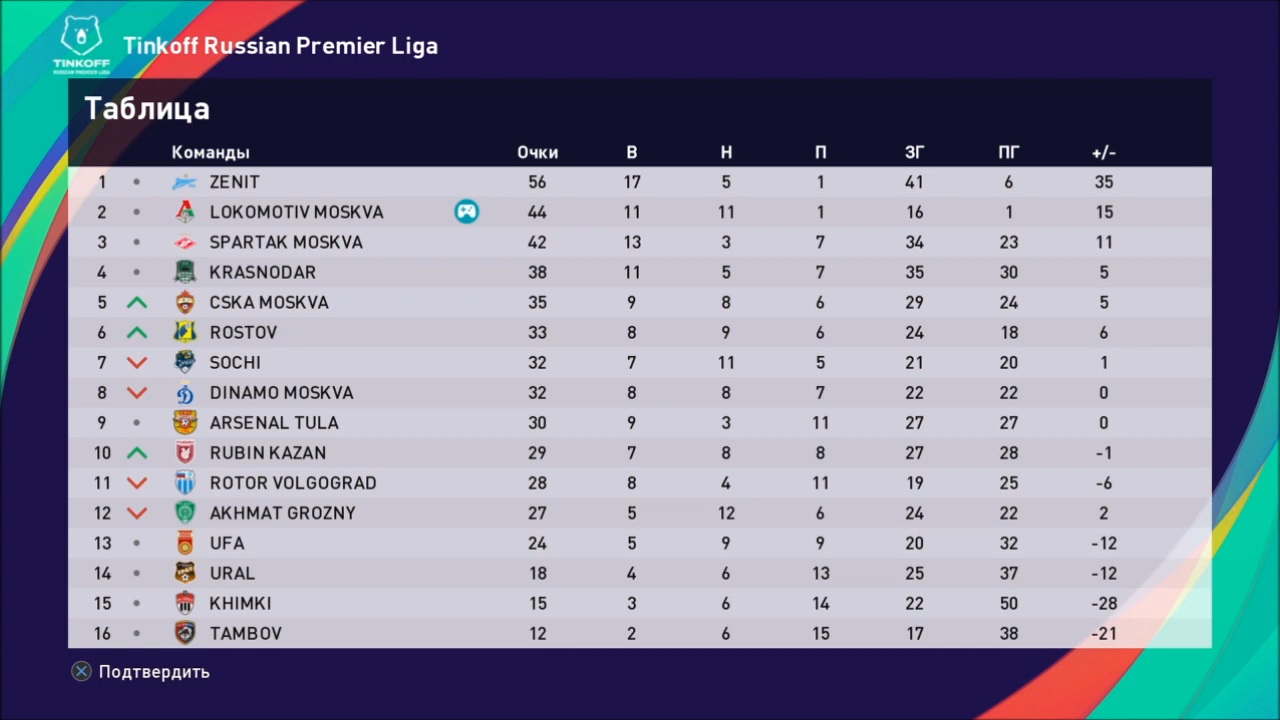 Tinkoff Russian Premier Liga
TINKOFF
RUSSIAN PREMIER LIGA
Таблица
Команды Очки В Н П ЗГ ПГ +/-
1 ZENIT 56 17 5 1 41 6 35
2 LOKOMOTIV MOSKVA 44 11 11 1 16 1 15
3 SPARTAK MOSKVA 42 13 3 7 34 23 11
4 KRASNODAR 38 11 5 7 35 30 5
5 CSKA MOSKVA 35 9 8 6 29 24 5
6 ROSTOV 33 8 9 6 24 18 6
7 SOCHI 32 7 11 5 21 20 1
8 DINAMO MOSKVA 32 8 8 7 22 22 0
9 ARSENAL TULA 30 9 3 11 27 27 0
10 RUBIN KAZAN 29 7 8 8 27 28 -1
11 ROTOR VOLGOGRAD 28 8 4 11 19 25 -6
12 AKHMAT GROZNY 27 5 12 6 24 22 2
13 UFA 24 5 9 9 20 32 -12
14 URAL 18 4 6 13 25 37 -12
15 KHIMKI 15 3 6 14 22 50 -28
16 TAMBOV 12 2 6 15 17 38 -21
Подтвердить